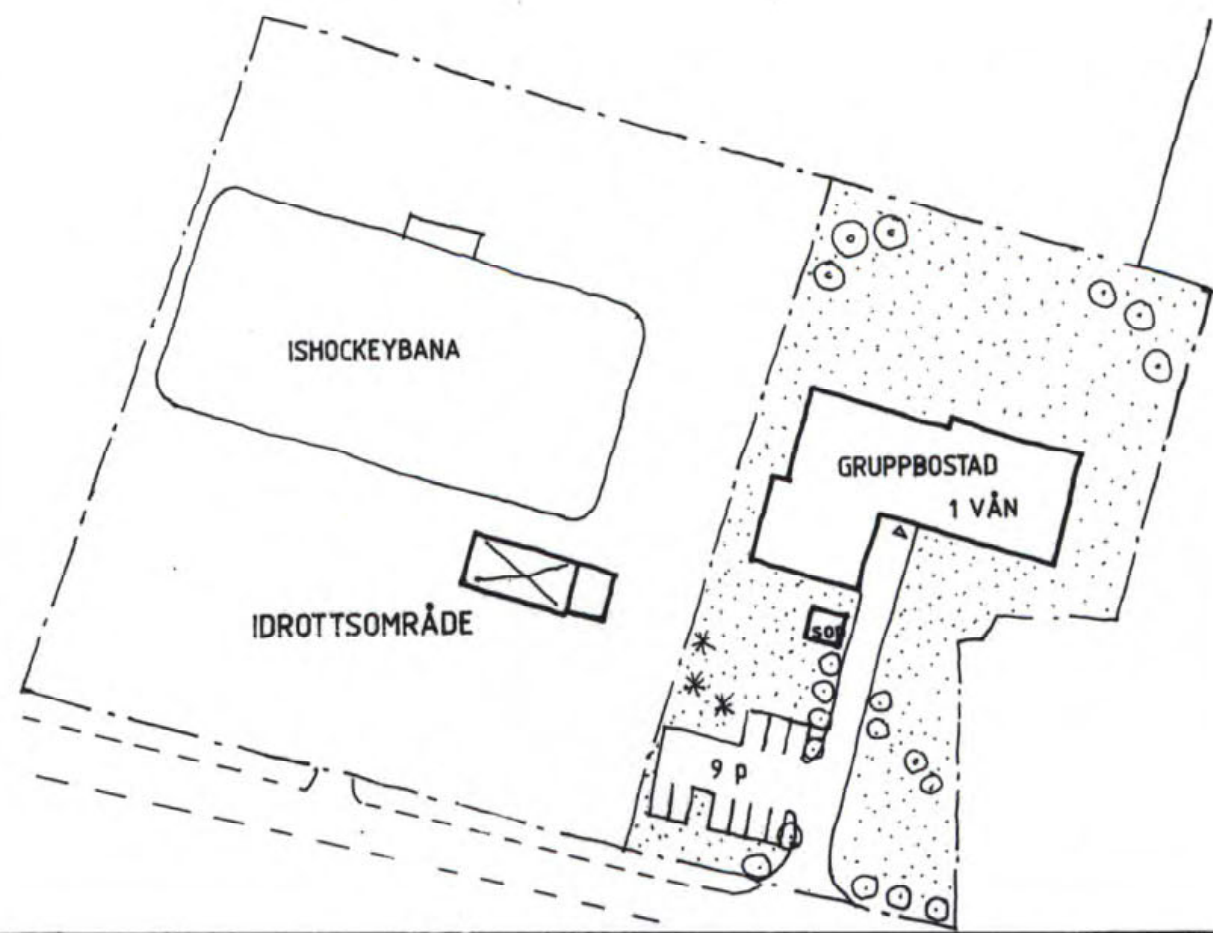 ISHOCKEYBANA
GRUPPBOSTAD
1 VÅN
IDROTTSOMRÅDE
sop
9 p